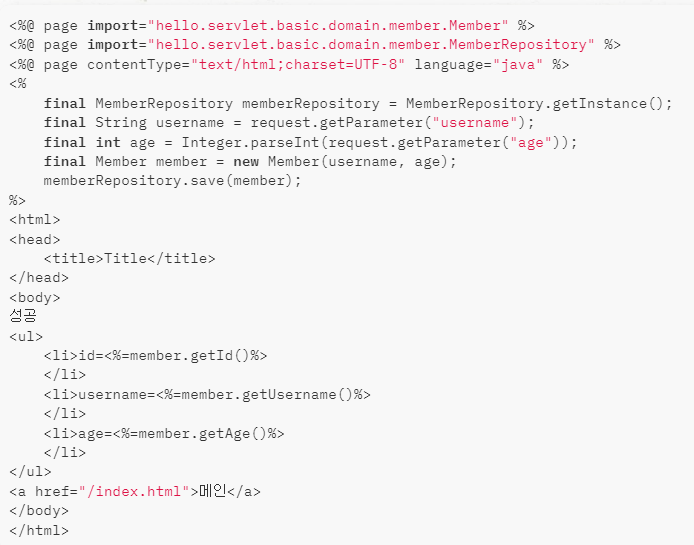 <%@ page import="hello.servlet.basic.domain.member.Member" %>
<%@ page import="hello.servlet.basic.domain.member.MemberRepository" %>
<%@ page contentType="text/html;charset=UTF-8" language="java" %>
<%
    final MemberRepository memberRepository = MemberRepository.getInstance();
    final String username = request.getParameter("username");
    final int age = Integer.parseInt(request.getParameter("age"));
    final Member member = new Member(username, age);
    memberRepository.save(member);
%>
<html>
<head>
    <title>Title</title>
</head>
<body>
성공
<ul>
    <li>id=<%=member.getId()%>
    </li>
    <li>username=<%=member.getUsername()%>
    </li>
    <li>age=<%=member.getAge()%>
    </li>
</ul>
<a href="/index.html">메인</a>
</body>
</html>